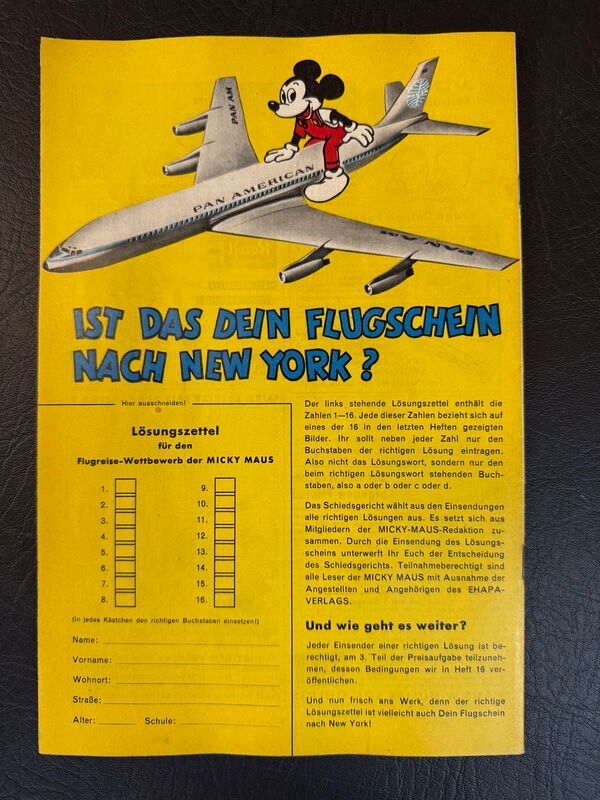 PAN AM
PAN AMERICAN
PAN AM
IST DAS DEIN FLUGSCHEIN
NACH NEW YORK?
Hier ausschneiden!
Lösungszettel
für den
Flugreise-Wettbewerb der MICKY MAUS
1.
2.
3.
4.
5.
6.
7.
8.
9.
10.
11.
12.
13.
14.
15.
16.
(In jedes Kästchen den richtigen Buchstaben einsetzen!)
Name:
Vorname:
Wohnort:
Straße:
Alter: Schule:
Der links stehende Lösungszettel enthält die
Zahlen 1—16. Jede dieser Zahlen bezieht sich auf
eines der 16 in den letzten Heften gezeigten
Bilder. Ihr sollt neben jeder Zahl nur den
Buchstaben der richtigen Lösung eintragen.
Also nicht das Lösungswort, sondern nur den
beim richtigen Lösungswort stehenden Buch-
staben, also a oder b oder c oder d.
Das Schiedsgericht wählt aus den Einsendungen
alle richtigen Lösungen aus. Es setzt sich aus
Mitgliedern der MICKY-MAUS-Redaktion zu-
sammen. Durch die Einsendung des Lösungs-
scheins unterwerft Ihr Euch der Entscheidung
des Schiedsgerichts. Teilnahmeberechtigt sind
alle Leser der MICKY MAUS mit Ausnahme der
Angestellten und Angehörigen des EHAPA-
VERLAGS.
Und wie geht es weiter?
Jeder Einsender einer richtigen Lösung ist be-
rechtigt, am 3. Teil der Preisaufgabe teilzuneh-
men, dessen Bedingungen wir in Heft 16 ver-
öffentlichen.
Und nun frisch ans Werk, denn der richtige
Lösungszettel ist vielleicht auch Dein Flugschein
nach New York!